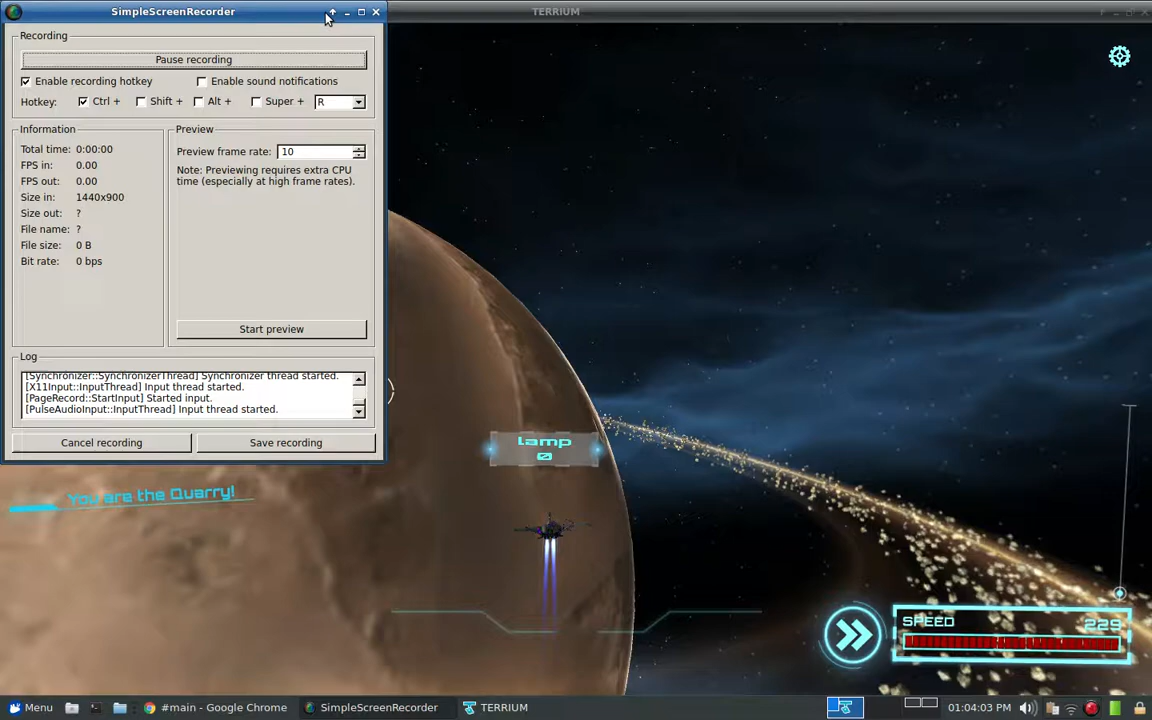 SimpleScreenRecorder
TERRIUM
Recording
Pause recording
Enable recording hotkey
Enable sound notifications
Hotkey:
Ctrl +
Shift +
Alt +
Super +
R
Information
Total time: 0:00:00
FPS in: 0.00
FPS out: 0.00
Size in: 1440x900
Size out: ?
File name: ?
File size: 0 B
Bit rate: 0 bps
Preview
Preview frame rate: 10
Note: Previewing requires extra CPU
time (especially at high frame rates).
Start preview
Log
[Synchronizer::SynchronizerThread] Synchronizer thread started.
[X11Input::InputThread] Input thread started.
[PageRecord::StartInput] Started input.
[PulseAudioInput::InputThread] Input thread started.
Cancel recording
Save recording
lamp
0
You are the Quarry!
SPEED 229
Menu
#main - Google Chrome
SimpleScreenRecorder
TERRIUM
01:04:03 PM